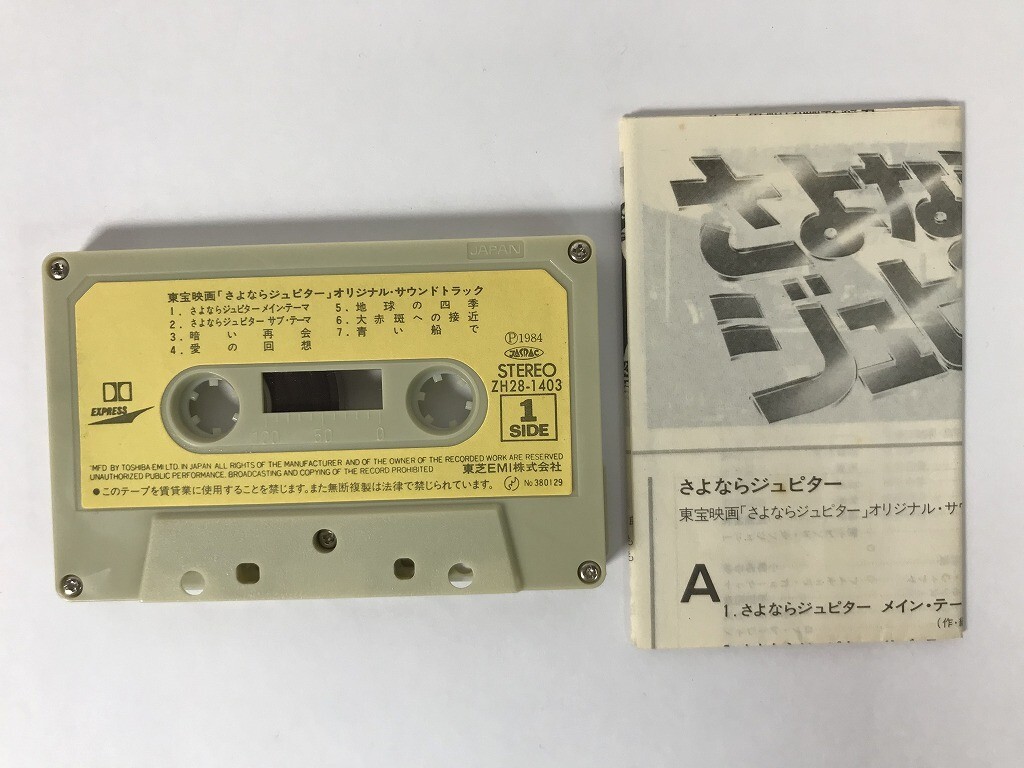 JAPAN
東宝映画「さよならジュピター」オリジナル・サウンドトラック
1. さよならジュピター メイン・テーマ
2. さよならジュピター サブ・テーマ
3. 暗い再会
4. 愛の回想
5. 地球の四季
6. 大赤斑への接近
7. 青い船で
Ⓟ1984
JASRAC
STEREO
ZH28-1403
1
SIDE
EXPRESS
100 50 0
"MFD BY TOSHIBA-EMI LTD. IN JAPAN ALL RIGHTS OF THE MANUFACTURER AND OF THE OWNER OF THE RECORDED WORK ARE RESERVED
UNAUTHORIZED PUBLIC PERFORMANCE. BROADCASTING AND COPYING OF THE RECORD PROHIBITED
東芝EMI株式会社
●このテープを賃貸業に使用することを禁じます。また無断複製は法律で禁じられています。
No380129
さよなら
ジュピ
さよならジュピター
東宝映画「さよならジュピター」オリジナル・サウ
A
1. さよならジュピター メイン・テー
(作・